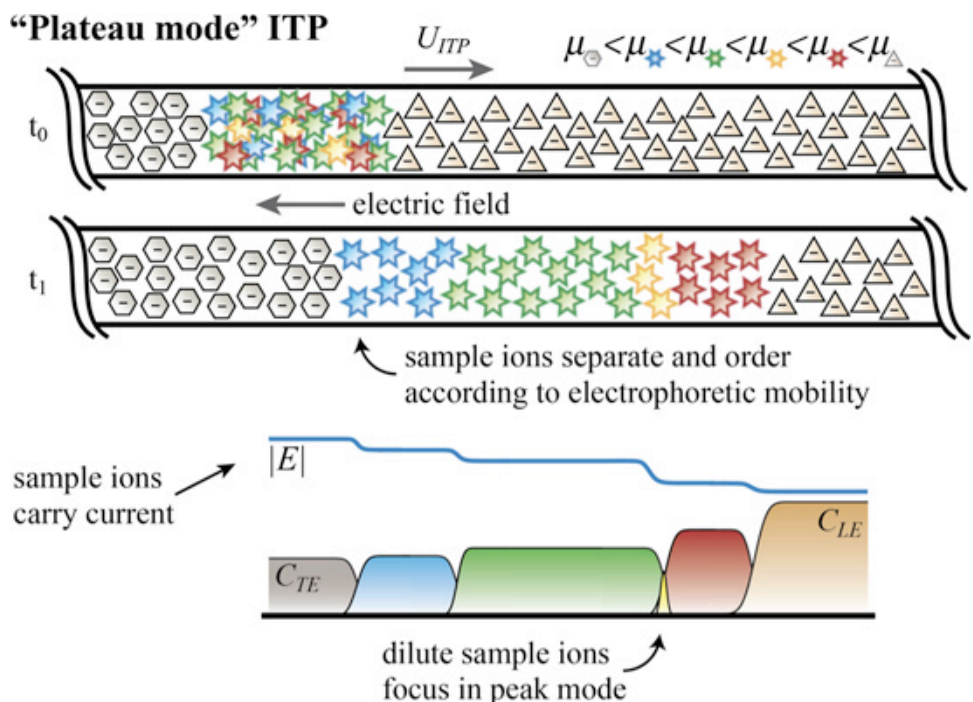 “Plateau mode” ITP
U_ITP
μ<μ<μ<μ<μ<μ
t₀
electric field
t₁
sample ions separate and order
according to electrophoretic mobility
|E|
sample ions
carry current
C_LE
C_TE
dilute sample ions
focus in peak mode